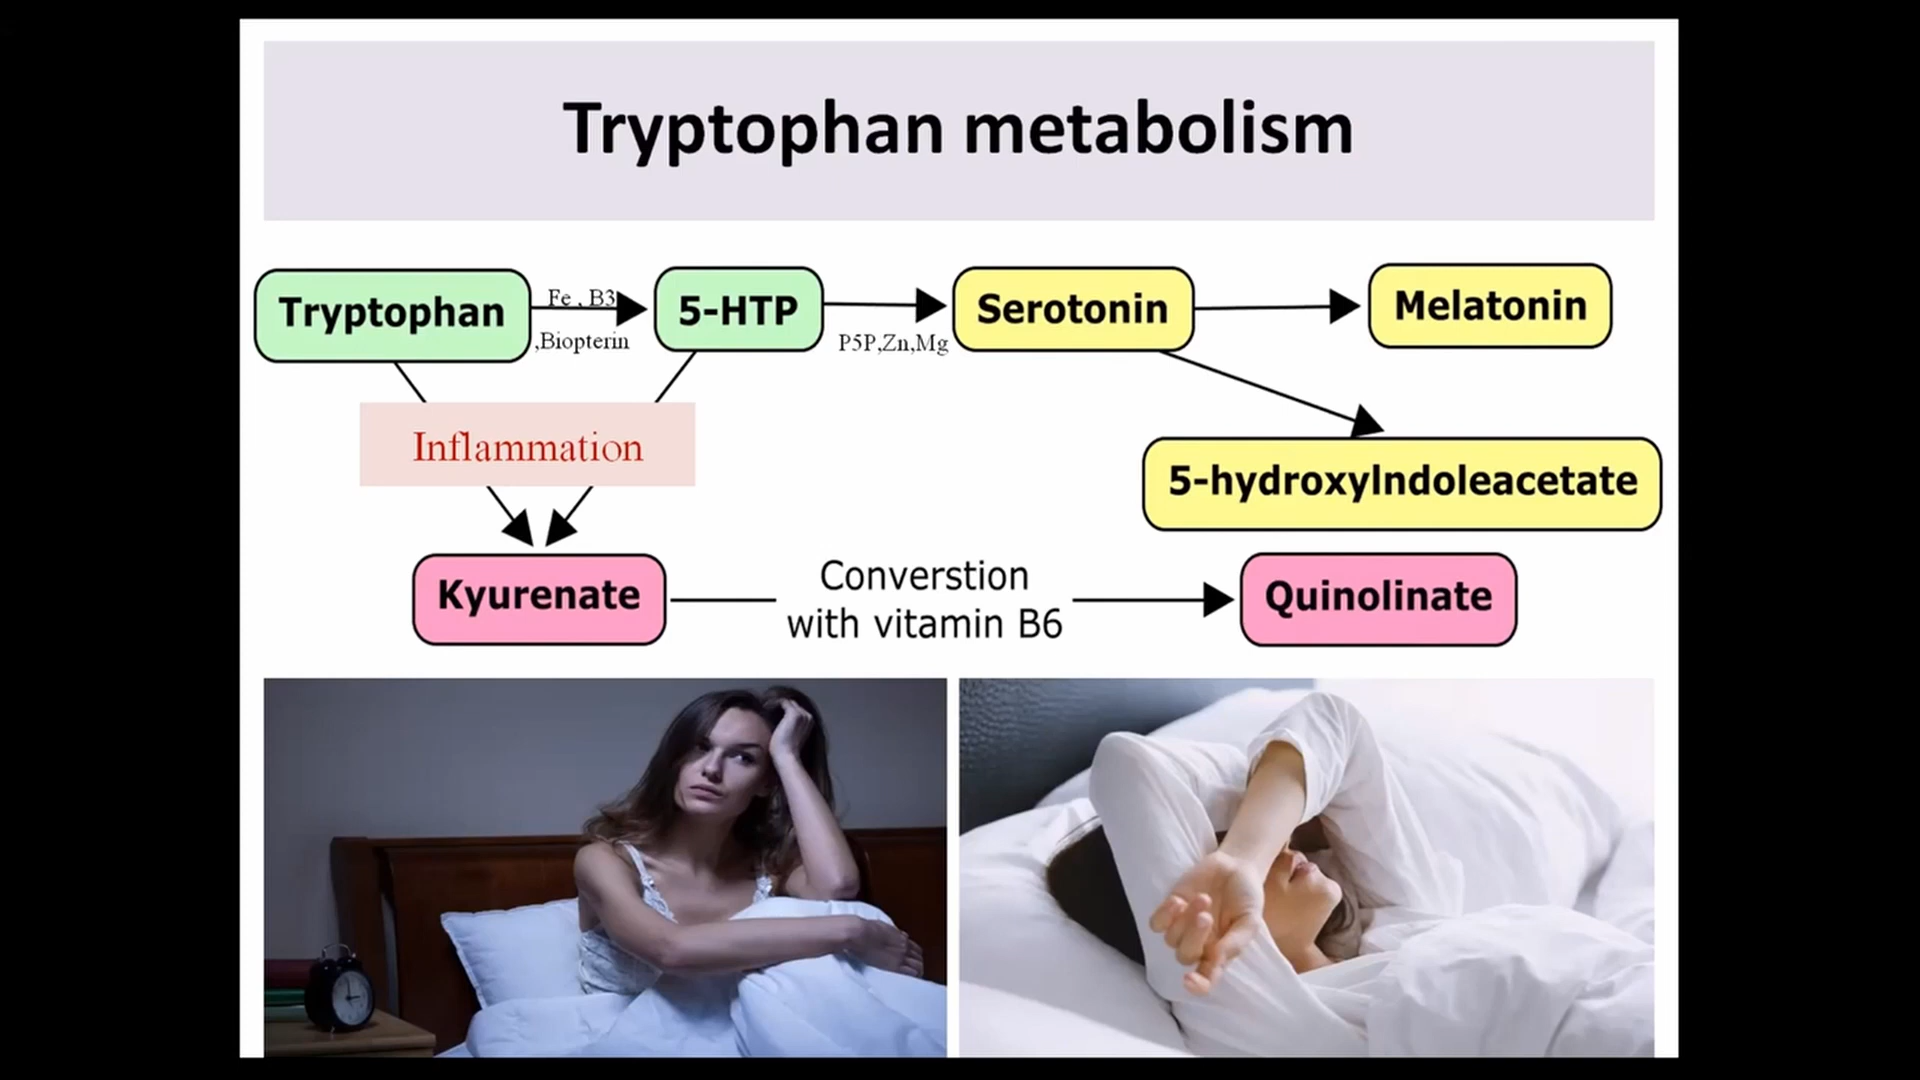 Tryptophan metabolism
Tryptophan
Fe , B3
,Biopterin
5-HTP
P5P,Zn,Mg
Serotonin
Melatonin
Inflammation
5-hydroxyIndoleacetate
Kyurenate
Converstion
with vitamin B6
Quinolinate